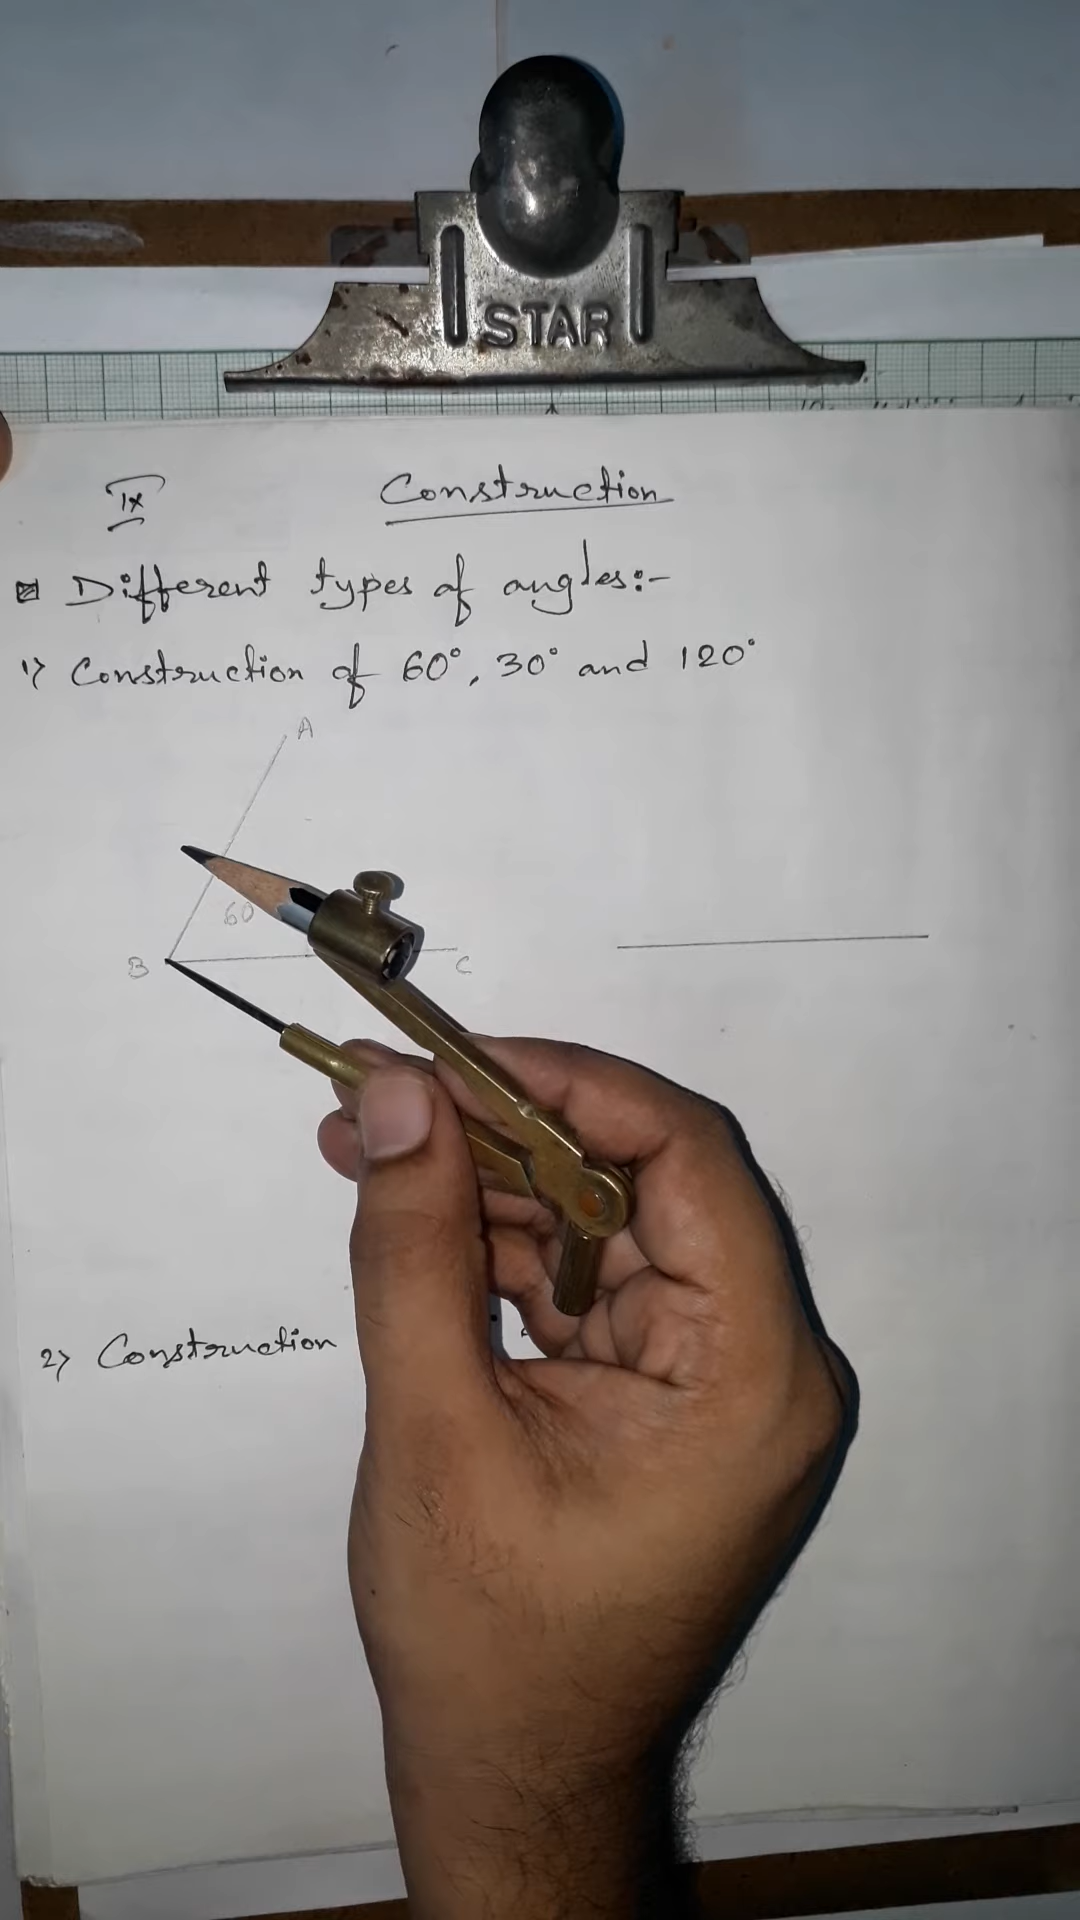 STAR
IX
Construction
Different types of angles:-
1) Construction of 60°, 30° and 120°
A
60
B
C
2) Construction